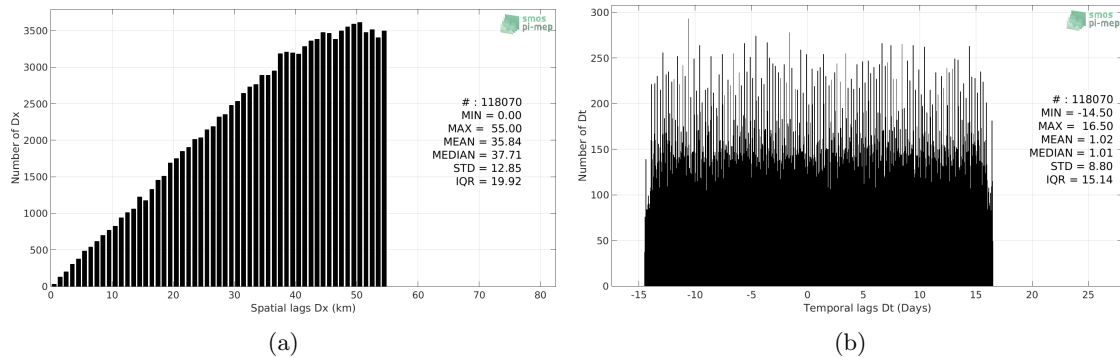 smos
pi-mep
3500
3000
2500
2000
1500
1000
500
0
Number of Dx
# : 118070
MIN = 0.00
MAX = 55.00
MEAN = 35.84
MEDIAN = 37.71
STD = 12.85
IQR = 19.92
0 10 20 30 40 50 60 70 80
Spatial lags Dx (km)
(a)
smos
pi-mep
300
250
200
150
100
50
0
Number of Dt
# : 118070
MIN = -14.50
MAX = 16.50
MEAN = 1.02
MEDIAN = 1.01
STD = 8.80
IQR = 15.14
-15 -10 -5 0 5 10 15 20 25
Temporal lags Dt (Days)
(b)